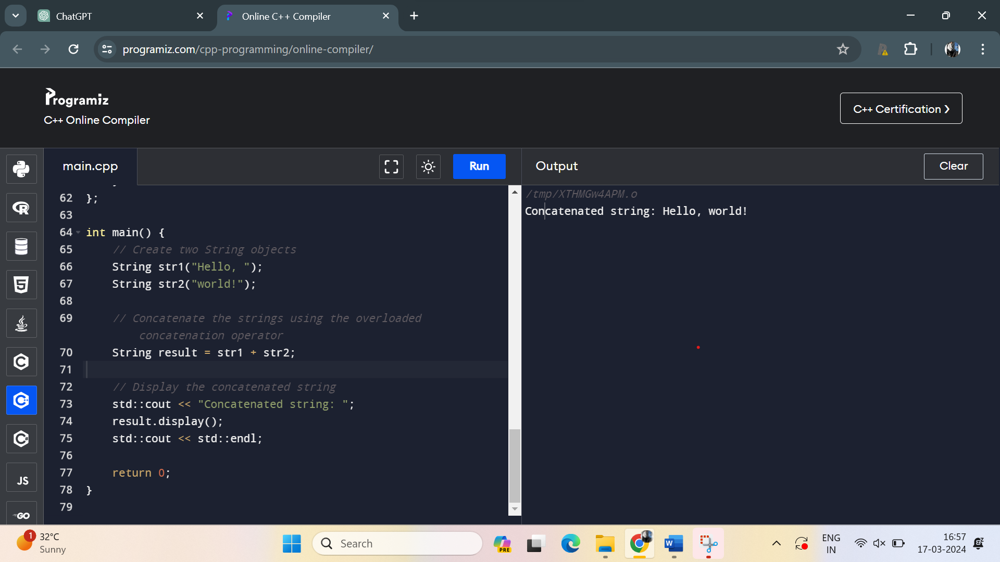 ChatGPT
Online C++ Compiler
programiz.com/cpp-programming/online-compiler/
Programiz
C++ Online Compiler
C++ Certification ❯
main.cpp
Run
Output
Clear
62 };
63
64 int main() {
65 // Create two String objects
66 String str1("Hello, ");
67 String str2("world!");
68
69 // Concatenate the strings using the overloaded
concatenation operator
70 String result = str1 + str2;
71
72 // Display the concatenated string
73 std::cout << "Concatenated string: ";
74 result.display();
75 std::cout << std::endl;
76
77 return 0;
78 }
79
/tmp/XTHMGw4APM.o
Concatenated string: Hello, world!
JS
GO
1
32°C
Sunny
Search
PRE
W
ENG
IN
16:57
17-03-2024